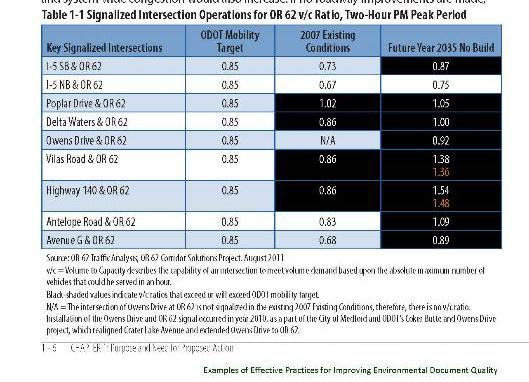 and system-wide congestion would also increase. If no roadway improvements are made,
Table 1-1 Signalized Intersection Operations for OR 62 v/c Ratio, Two-Hour PM Peak Period
Key Signalized Intersections ODOT Mobility Target 2007 Existing Conditions Future Year 2035 No Build
I-5 SB & OR 62 0.85 0.73 0.87
I-5 NB & OR 62 0.85 0.67 0.75
Poplar Drive & OR 62 0.85 1.02 1.05
Delta Waters & OR 62 0.85 0.86 1.00
Owens Drive & OR 62 0.85 N/A 0.92
Vilas Road & OR 62 0.85 0.86 1.38
1.36
Highway 140 & OR 62 0.85 0.86 1.54
1.48
Antelope Road & OR 62 0.85 0.83 1.09
Avenue G & OR 62 0.85 0.68 0.89
Source: OR 62 Traffic Analysis, OR 62 Corridor Solutions Project. August 2011
v/c = Volume to Capacity describes the capability of an intersection to meet volume demand based upon the absolute maximum number of
vehicles that could be served in an hour.
Black-shaded values indicate v/c ratios that exceed or will exceed ODOT mobility target.
N/A = The intersection of Owens Drive at OR 62 is not signalized in the existing 2007 Existing Conditions, therefore, there is no v/c ratio.
Installation of the Owens Drive and OR 62 signal occurred in year 2010, as a part of the City of Medford and ODOT's Coker Butte and Owens Drive
project, which realigned Crater Lake Avenue and extended Owens Drive to OR 62.
1 - 6 CHAPTER 1: Purpose and Need for Proposed Action
Examples of Effective Practices for Improving Environmental Document Quality